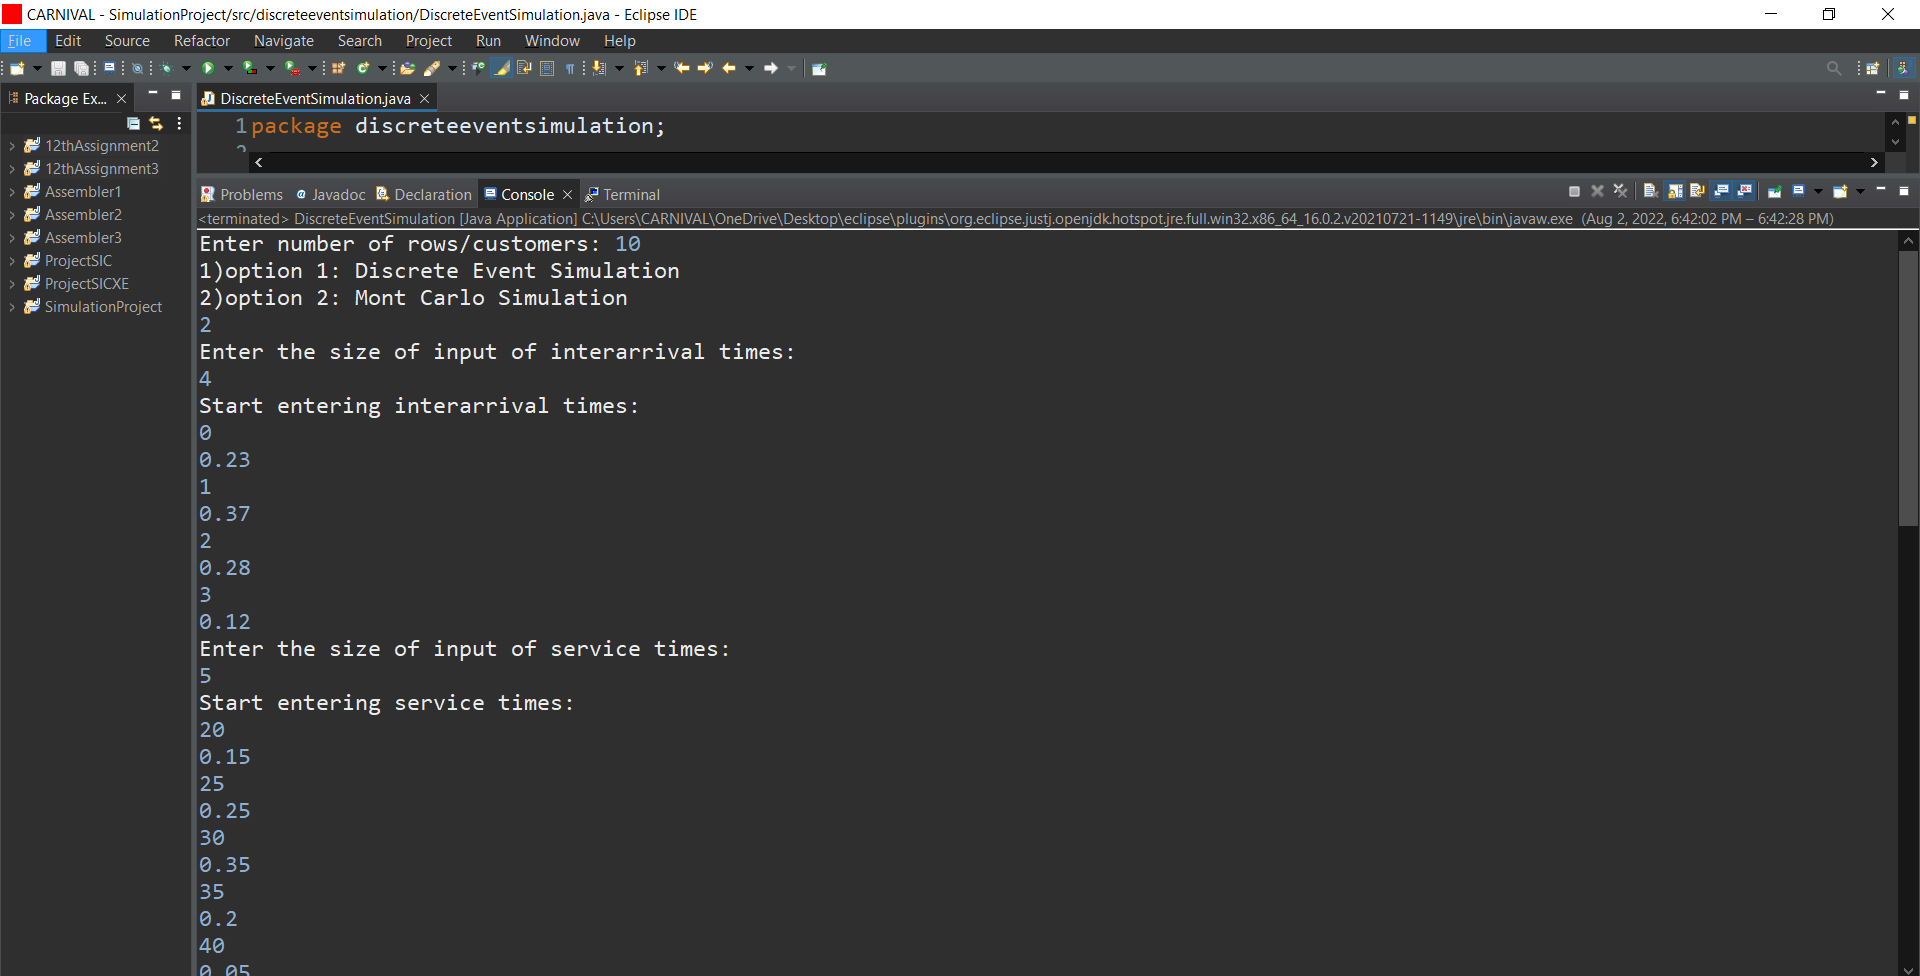 CARNIVAL - SimulationProject/src/discreteeventsimulation/DiscreteEventSimulation.java - Eclipse IDE
File Edit Source Refactor Navigate Search Project Run Window Help
Package Ex...
DiscreteEventSimulation.java
1 package discreteeventsimulation;
12thAssignment2
12thAssignment3
Assembler1
Assembler2
Assembler3
ProjectSIC
ProjectSICXE
SimulationProject
Problems Javadoc Declaration Console Terminal
<terminated> DiscreteEventSimulation [Java Application] C:\Users\CARNIVAL\OneDrive\Desktop\eclipse\plugins\org.eclipse.justj.openjdk.hotspot.jre.full.win32.x86_64_16.0.2.v20210721-1149\jre\bin\javaw.exe (Aug 2, 2022, 6:42:02 PM – 6:42:28 PM)
Enter number of rows/customers: 10
1)option 1: Discrete Event Simulation
2)option 2: Mont Carlo Simulation
2
Enter the size of input of interarrival times:
4
Start entering interarrival times:
0
0.23
1
0.37
2
0.28
3
0.12
Enter the size of input of service times:
5
Start entering service times:
20
0.15
25
0.25
30
0.35
35
0.2
40
0.05